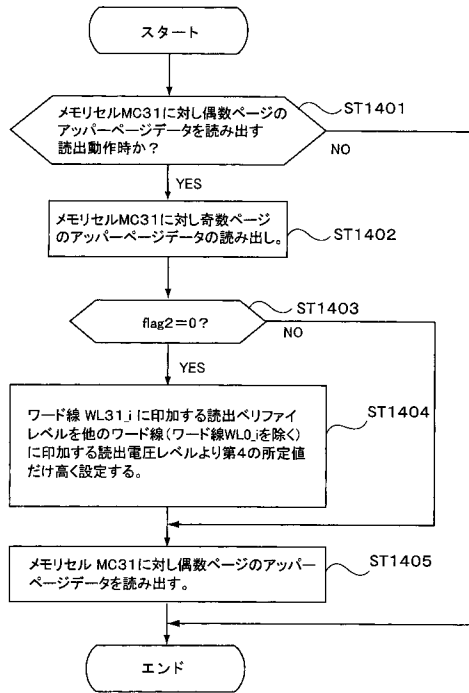 スタート
メモリセルMC31に対し偶数ページの
アッパーページデータを読み出す
読出動作時か？
ST1401
NO
YES
メモリセルMC31に対し奇数ページ
のアッパーページデータの読み出し。
ST1402
flag2=0？
ST1403
NO
YES
ワード線 WL31_i に印加する読出ベリファイ
レベルを他のワード線(ワード線WL0_iを除く)
に印加する読出電圧レベルより第4の所定値
だけ高く設定する。
ST1404
メモリセル MC31に対し偶数ページのアッパー
ページデータを読み出す。
ST1405
エンド